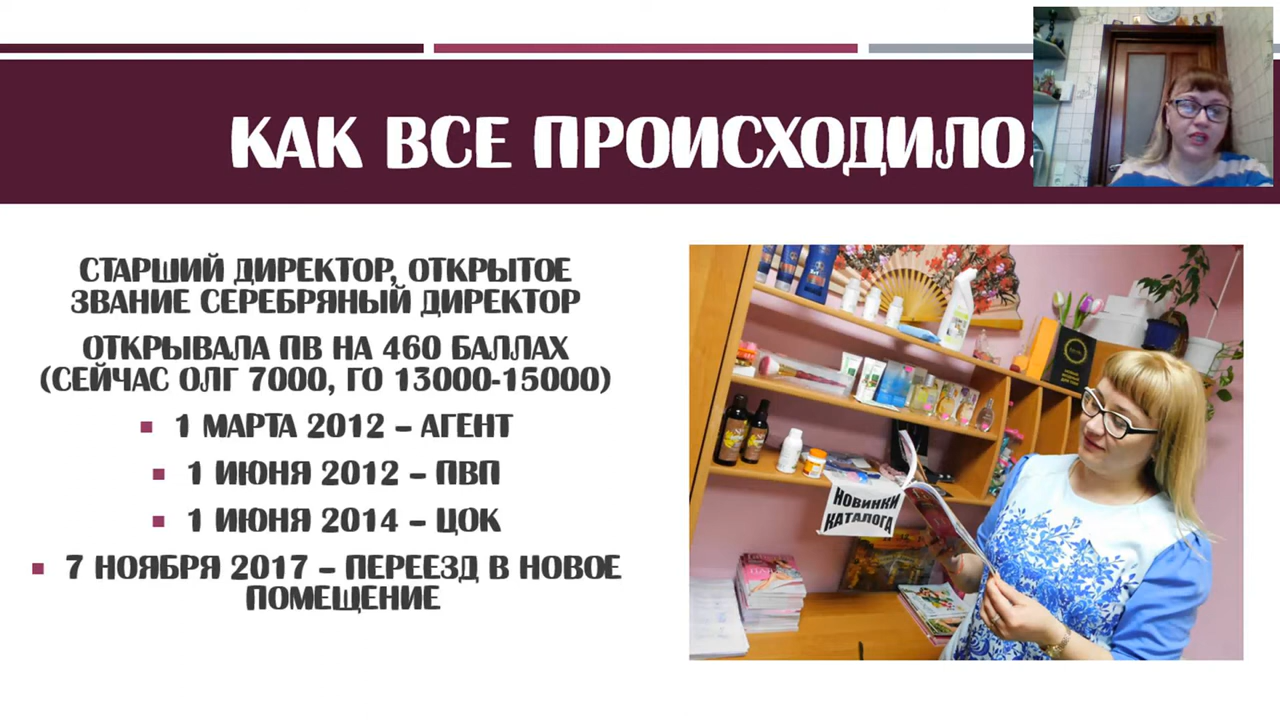 КАК ВСЕ ПРОИСХОДИЛО
СТАРШИЙ ДИРЕКТОР, ОТКРЫТОЕ
ЗВАНИЕ СЕРЕБРЯНЫЙ ДИРЕКТОР
ОТКРЫВАЛА ПВ НА 460 БАЛЛАХ
(СЕЙЧАС ОЛГ 7000, ГО 13000-15000)
1 МАРТА 2012 – АГЕНТ
1 ИЮНЯ 2012 – ПВП
1 ИЮНЯ 2014 – ЦОК
7 НОЯБРЯ 2017 – ПЕРЕЕЗД В НОВОЕ
ПОМЕЩЕНИЕ
НОВИНКИ
КАТАЛОГА